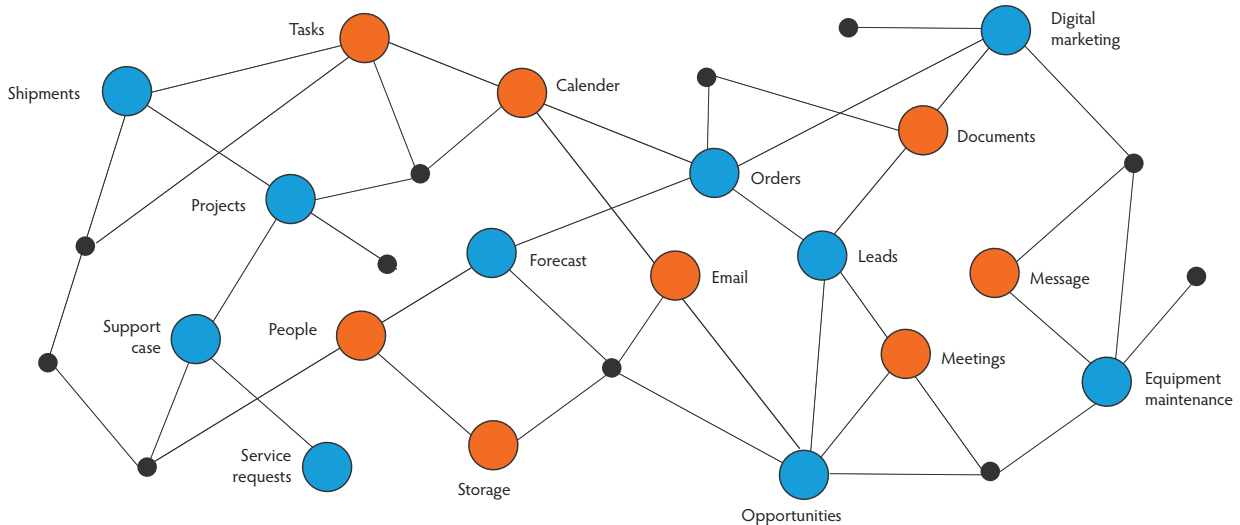 Tasks
Digital
marketing
Shipments
Calender
Documents
Projects
Orders
Forecast
Leads
Email
Message
Support
case
People
Meetings
Equipment
maintenance
Service
requests
Storage
Opportunities